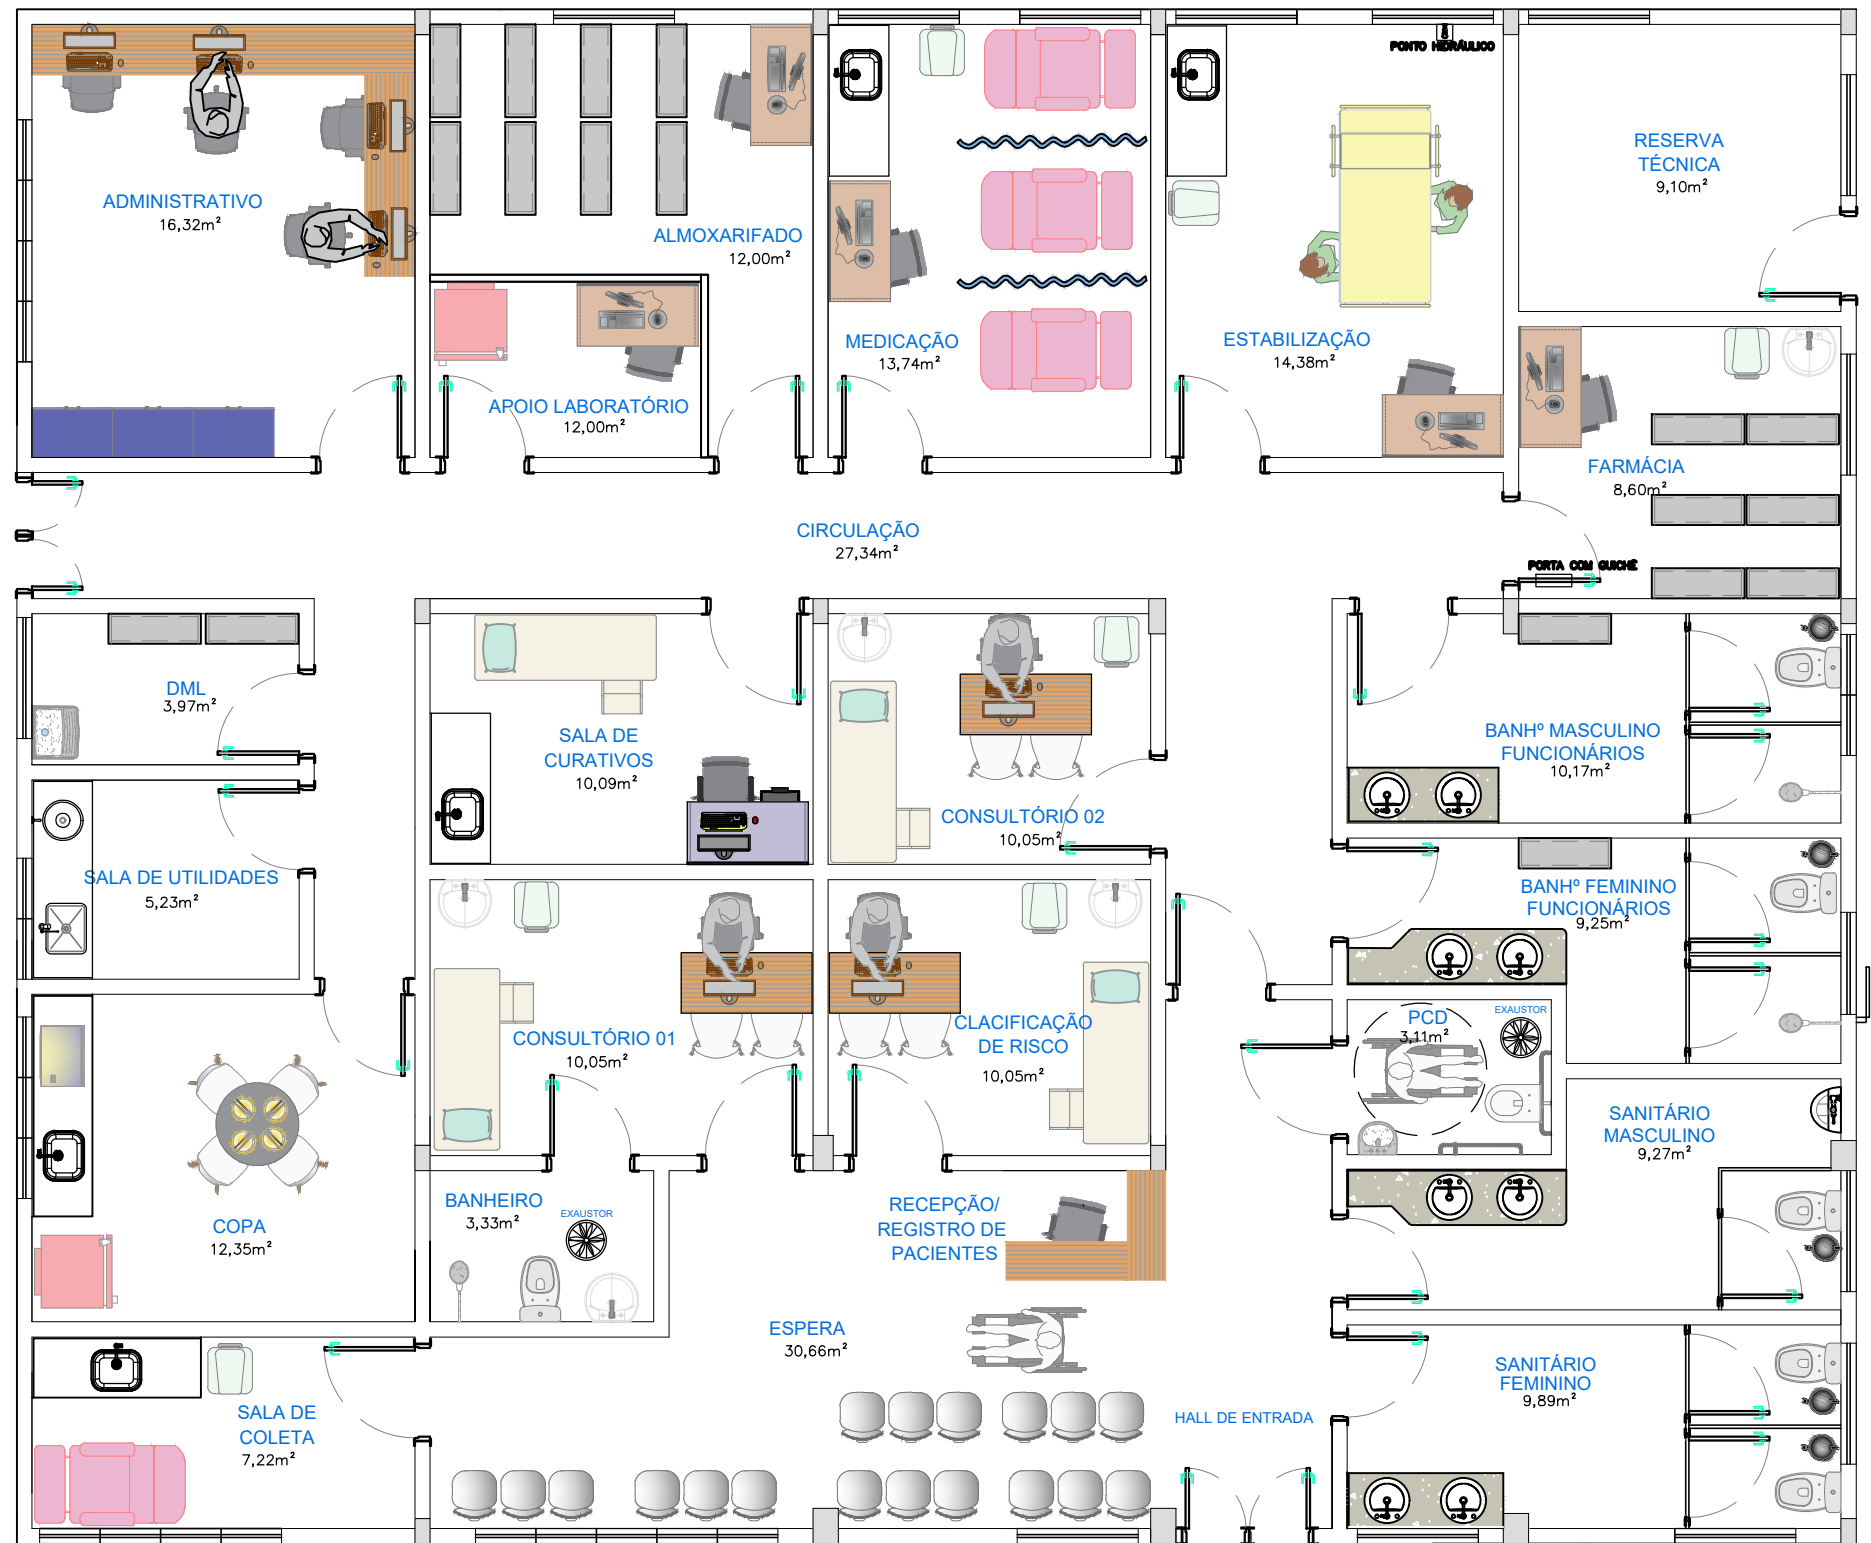 PONTO HIDRÁULICO
RESERVA
TÉCNICA
9,10m²
ADMINISTRATIVO
16,32m²
ALMOXARIFADO
12,00m²
MEDICAÇÃO
13,74m²
ESTABILIZAÇÃO
14,38m²
APOIO LABORATÓRIO
12,00m²
FARMÁCIA
8,60m²
CIRCULAÇÃO
27,34m²
PORTA COM GUICHÊ
DML
3,97m²
SALA DE
CURATIVOS
10,09m²
CONSULTÓRIO 02
10,05m²
BANHº MASCULINO
FUNCIONÁRIOS
10,17m²
SALA DE UTILIDADES
5,23m²
BANHº FEMININO
FUNCIONÁRIOS
9,25m²
CONSULTÓRIO 01
10,05m²
CLACIFICAÇÃO
DE RISCO
10,05m²
PCD
3,11m²
EXAUSTOR
SANITÁRIO
MASCULINO
9,27m²
COPA
12,35m²
BANHEIRO
3,33m²
EXAUSTOR
RECEPÇÃO/
REGISTRO DE
PACIENTES
ESPERA
30,66m²
SANITÁRIO
FEMININO
9,89m²
SALA DE
COLETA
7,22m²
HALL DE ENTRADA